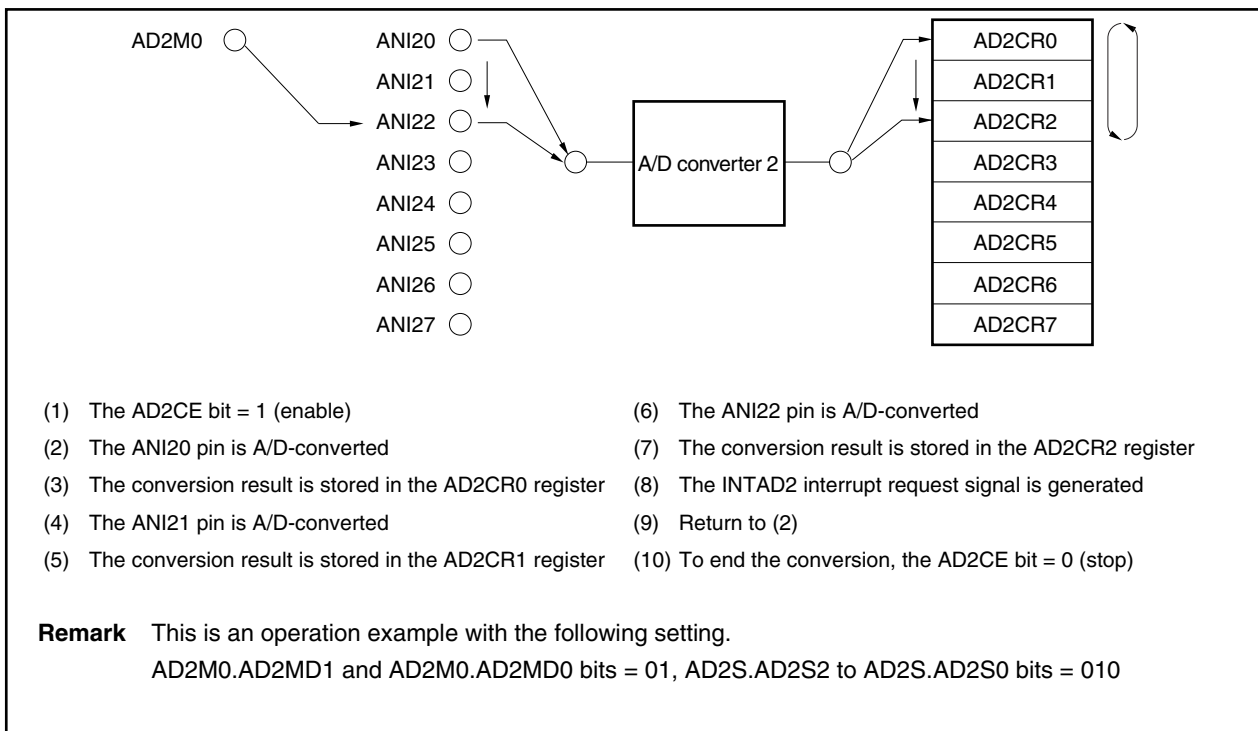 AD2M0 ANI20 AD2CR0
ANI21 AD2CR1
ANI22 AD2CR2
ANI23 A/D converter 2 AD2CR3
ANI24 AD2CR4
ANI25 AD2CR5
ANI26 AD2CR6
ANI27 AD2CR7
(1) The AD2CE bit = 1 (enable)
(2) The ANI20 pin is A/D-converted
(3) The conversion result is stored in the AD2CR0 register
(4) The ANI21 pin is A/D-converted
(5) The conversion result is stored in the AD2CR1 register
(6) The ANI22 pin is A/D-converted
(7) The conversion result is stored in the AD2CR2 register
(8) The INTAD2 interrupt request signal is generated
(9) Return to (2)
(10) To end the conversion, the AD2CE bit = 0 (stop)
Remark This is an operation example with the following setting.
AD2M0.AD2MD1 and AD2M0.AD2MD0 bits = 01, AD2S.AD2S2 to AD2S.AD2S0 bits = 010